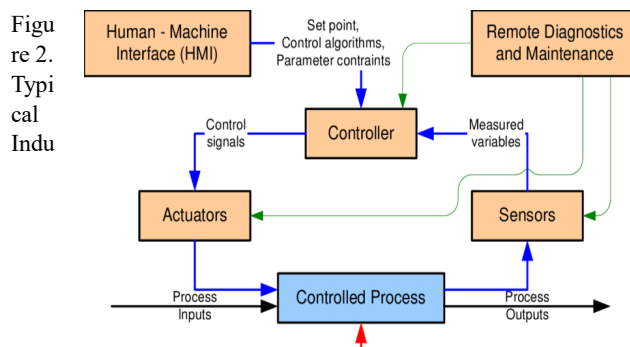 Figu
re 2.
Typi
cal
Indu
Human - Machine
Interface (HMI)
Set point,
Control algorithms,
Parameter contraints
Remote Diagnostics
and Maintenance
Control
signals
Controller
Measured
variables
Actuators
Sensors
Process
Inputs
Controlled Process
Process
Outputs